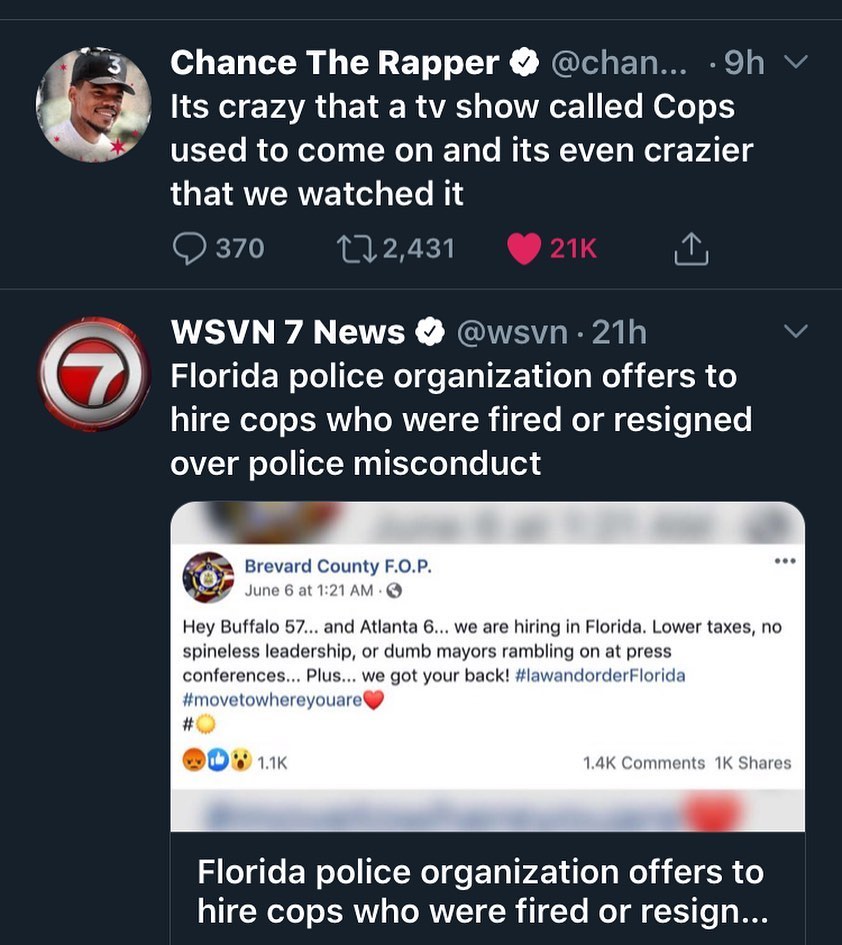 Chance The Rapper @chan... · 9h
Its crazy that a tv show called Cops
used to come on and its even crazier
that we watched it
370 2,431 21K
WSVN 7 News @wsvn · 21h
Florida police organization offers to
hire cops who were fired or resigned
over police misconduct
Brevard County F.O.P.
June 6 at 1:21 AM ·
Hey Buffalo 57... and Atlanta 6... we are hiring in Florida. Lower taxes, no
spineless leadership, or dumb mayors rambling on at press
conferences... Plus... we got your back! #lawandorderFlorida
#movetowhereyouare❤️
#☀️
1.1K 1.4K Comments 1K Shares
Florida police organization offers to
hire cops who were fired or resign...
3
7